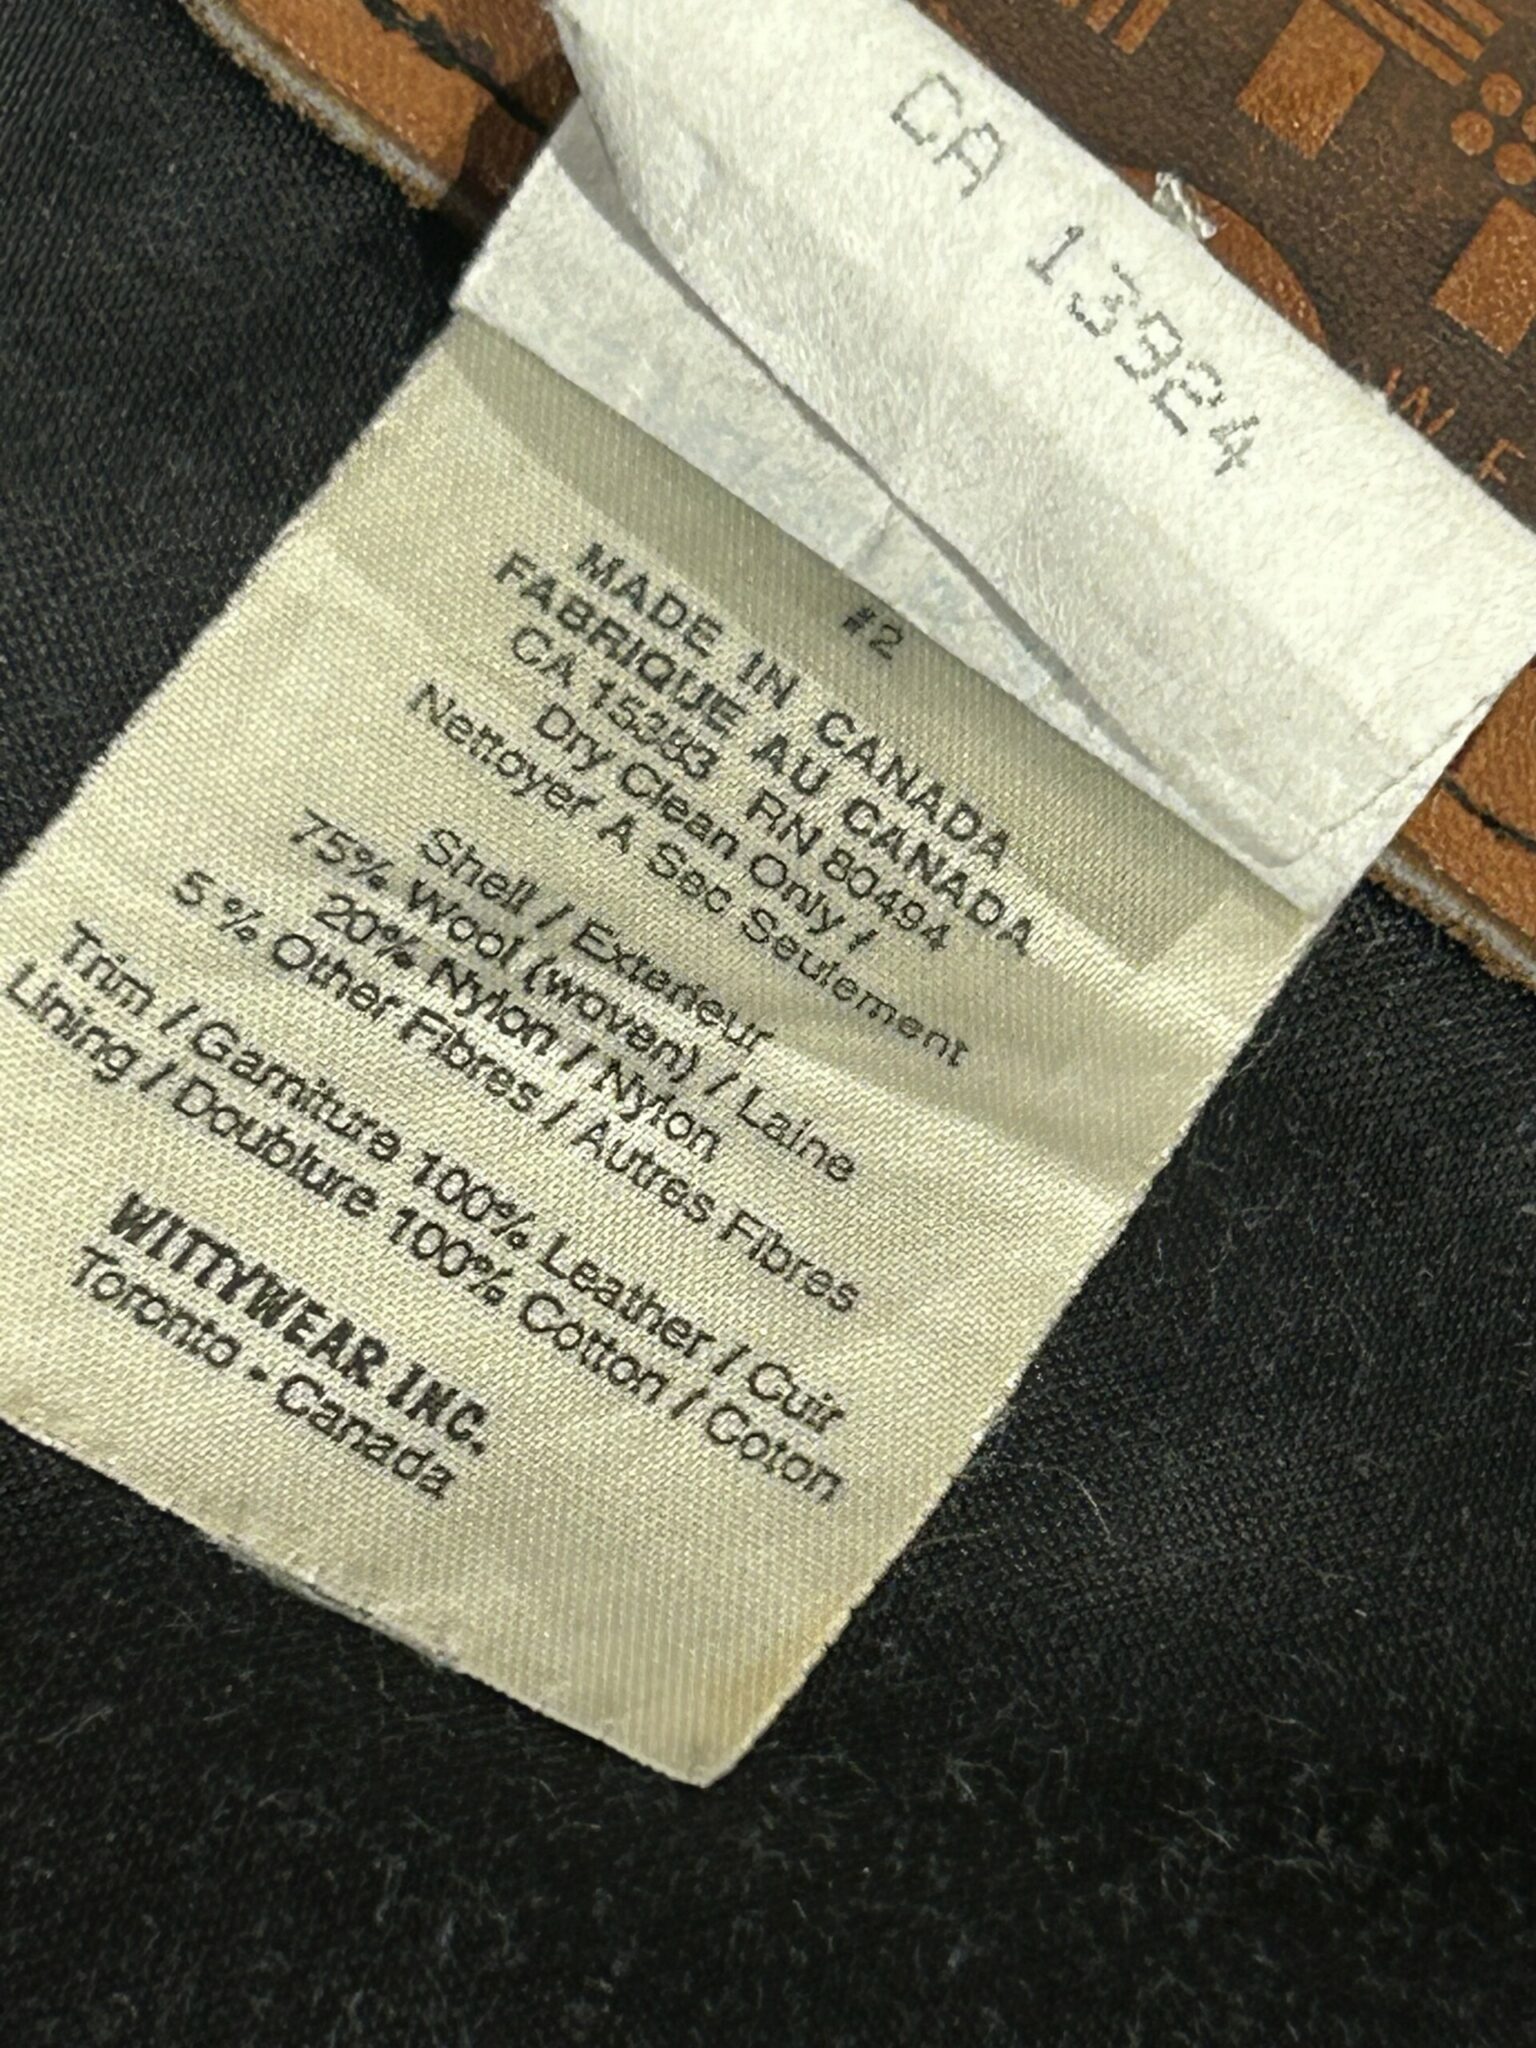 CA 13924
#2
MADE IN CANADA
FABRIQUE AU CANADA
CA 15383 RN 80494
Dry Clean Only /
Nettoyer A Sec Seulement
Shell / Exterieur
75% Wool (woven) / Laine
20% Nylon / Nylon
5 % Other Fibres / Autres Fibres
Trim / Garniture 100% Leather / Cuir
Lining / Doublure 100% Cotton / Coton
WITTYWEAR INC.
Toronto • Canada